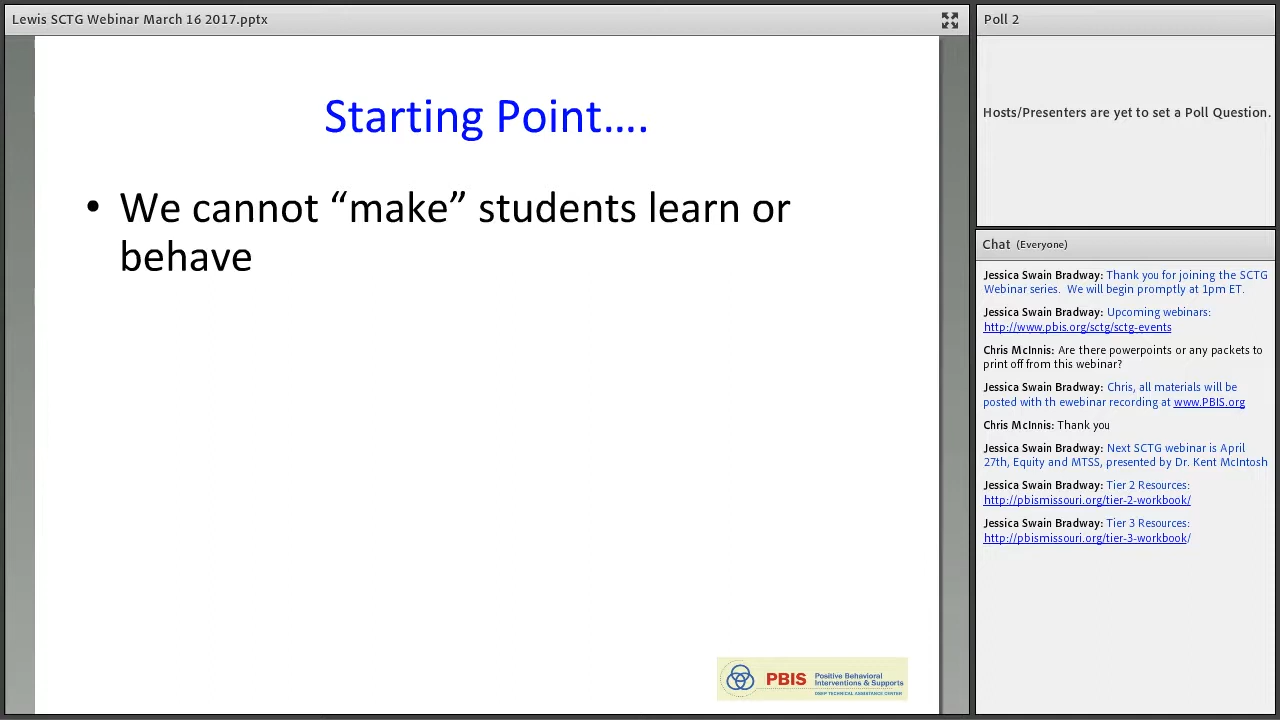 Lewis SCTG Webinar March 16 2017.pptx
Starting Point....
• We cannot “make” students learn or
behave
PBIS
Positive Behavioral
Interventions & Supports
OSEP TECHNICAL ASSISTANCE CENTER
Poll 2
Hosts/Presenters are yet to set a Poll Question.
Chat (Everyone)
Jessica Swain Bradway: Thank you for joining the SCTG
Webinar series. We will begin promptly at 1pm ET.
Jessica Swain Bradway: Upcoming webinars:
http://www.pbis.org/sctg/sctg-events
Chris McInnis: Are there powerpoints or any packets to
print off from this webinar?
Jessica Swain Bradway: Chris, all materials will be
posted with th ewebinar recording at www.PBIS.org
Chris McInnis: Thank you
Jessica Swain Bradway: Next SCTG webinar is April
27th, Equity and MTSS, presented by Dr. Kent McIntosh
Jessica Swain Bradway: Tier 2 Resources:
http://pbismissouri.org/tier-2-workbook/
Jessica Swain Bradway: Tier 3 Resources:
http://pbismissouri.org/tier-3-workbook/